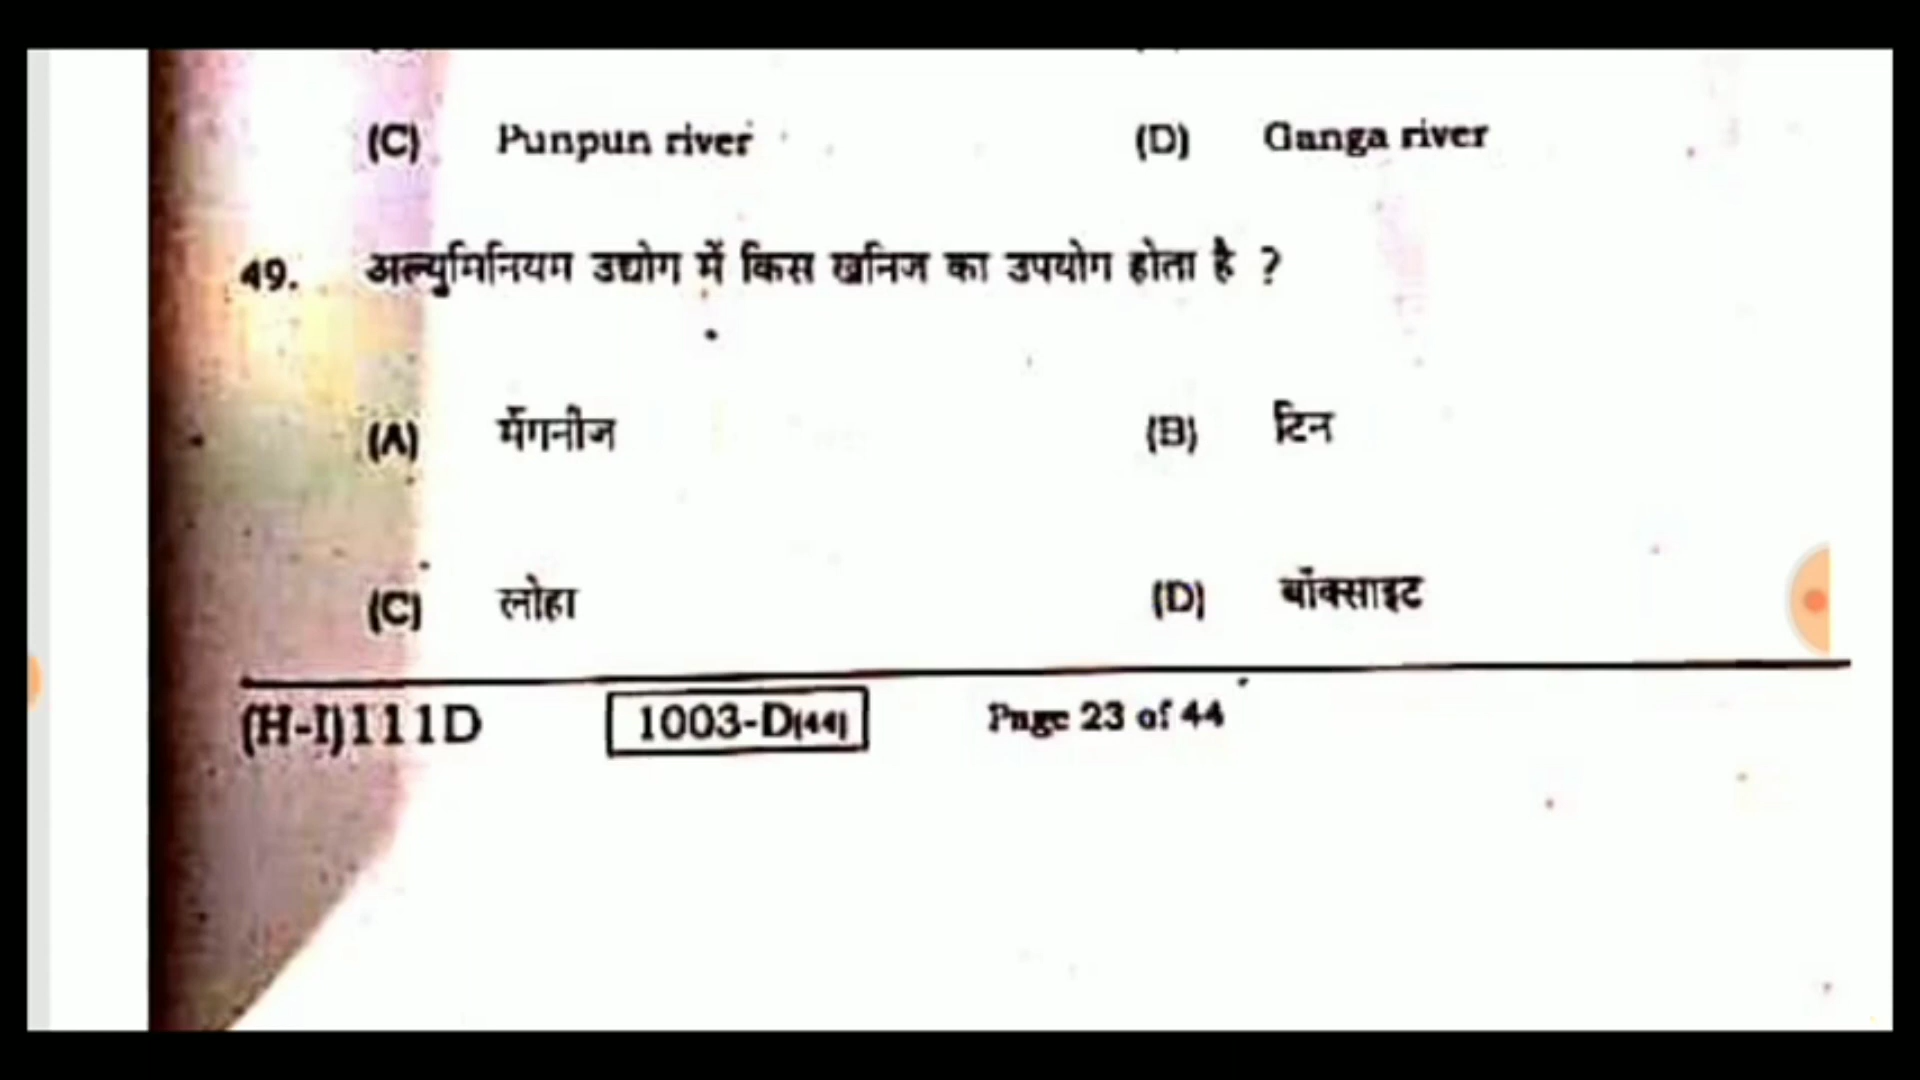 (C) Punpun river (D) Ganga river
49. अल्युमिनियम उद्योग में किस खनिज का उपयोग होता है ?
(A) मैंगनीज (B) टिन
(C) लोहा (D) बॉक्साइट
(H-I)111D 1003-D(44) Page 23 of 44